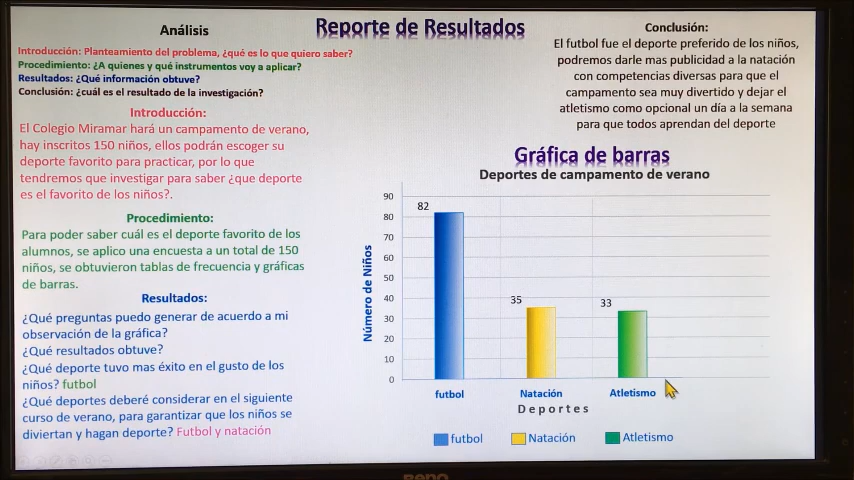 Reporte de Resultados
Análisis
Introducción: Planteamiento del problema, ¿qué es lo que quiero saber?
Procedimiento: ¿A quienes y qué instrumentos voy a aplicar?
Resultados: ¿Qué información obtuve?
Conclusión: ¿cuál es el resultado de la investigación?
Introducción:
El Colegio Miramar hará un campamento de verano,
hay inscritos 150 niños, ellos podrán escoger su
deporte favorito para practicar, por lo que
tendremos que investigar para saber ¿que deporte
es el favorito de los niños?.
Procedimiento:
Para poder saber cuál es el deporte favorito de los
alumnos, se aplico una encuesta a un total de 150
niños, se obtuvieron tablas de frecuencia y gráficas
de barras.
Resultados:
¿Qué preguntas puedo generar de acuerdo a mi
observación de la gráfica?
¿Qué resultados obtuve?
¿Qué deporte tuvo mas éxito en el gusto de los
niños? futbol
¿Qué deportes deberé considerar en el siguiente
curso de verano, para garantizar que los niños se
diviertan y hagan deporte? Futbol y natación
Conclusión:
El futbol fue el deporte preferido de los niños,
podremos darle mas publicidad a la natación
con competencias diversas para que el
campamento sea muy divertido y dejar el
atletismo como opcional un día a la semana
para que todos aprendan del deporte
Gráfica de barras
Deportes de campamento de verano
Número de Niños
90
80
70
60
50
40
30
20
10
0
82
35
33
futbol Natación Atletismo
Deportes
futbol Natación Atletismo
BenQ